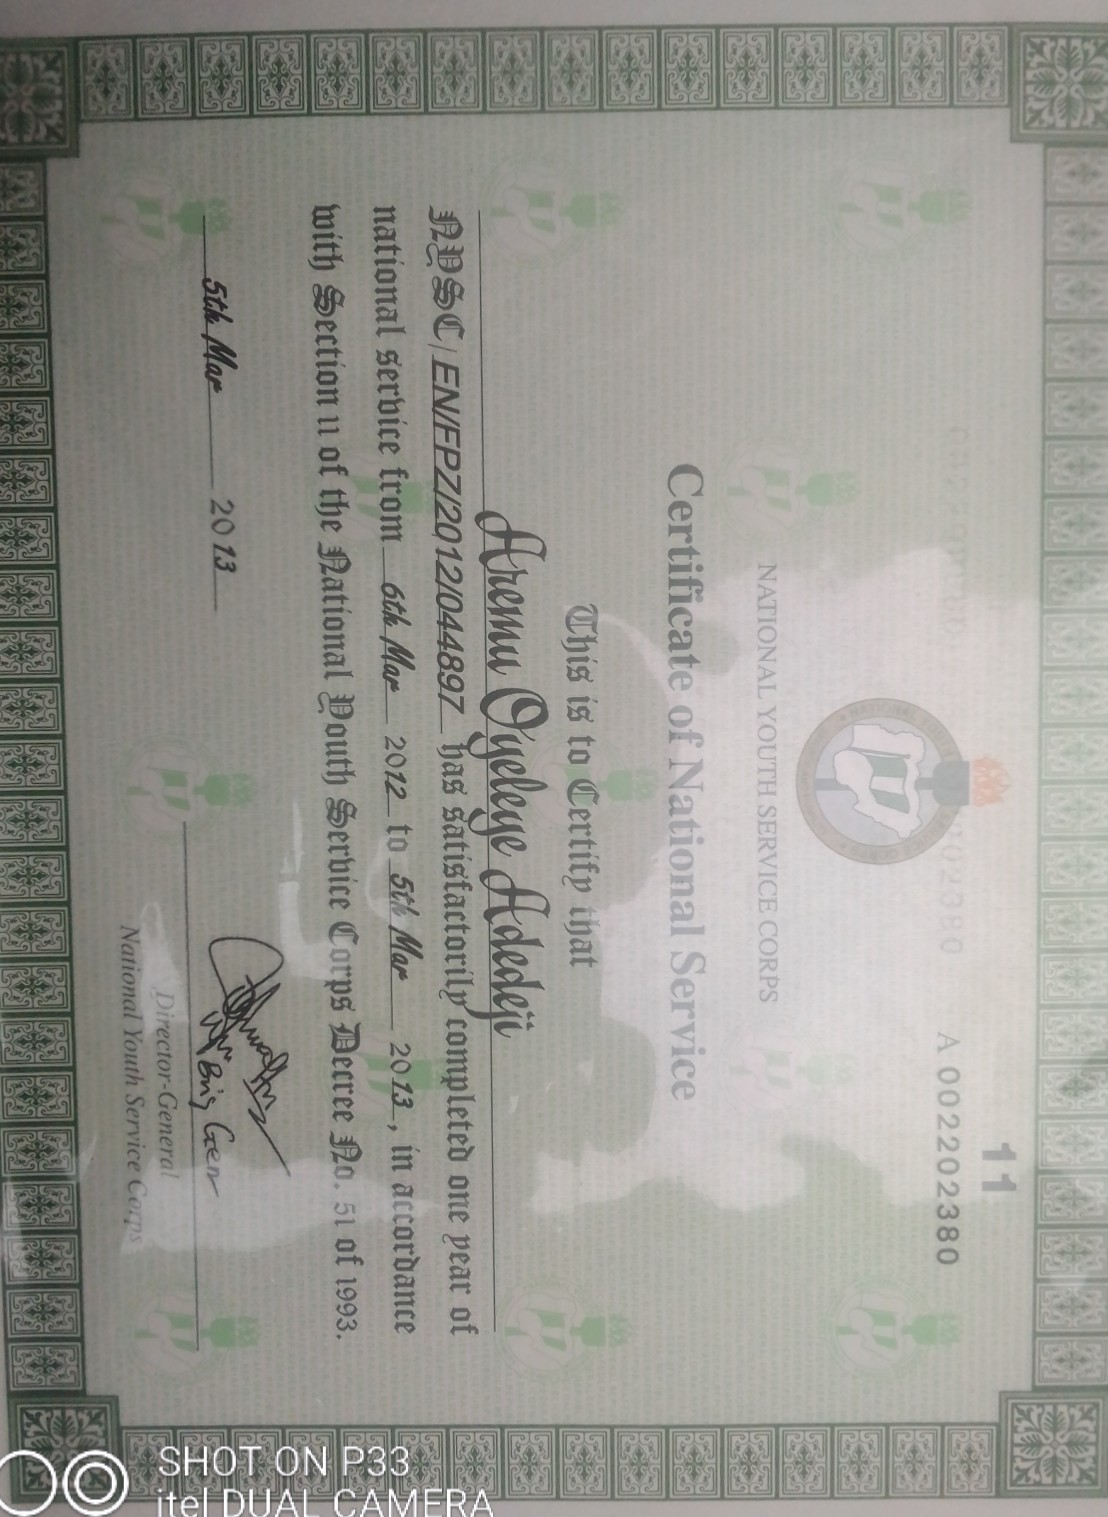 11
A 002202380
NATIONAL YOUTH SERVICE CORPS
Certificate of National Service
This is to Certify that
Aremu Oyeleye Adedeji
NYSC/ EN/FPZ/2012/044897 has satisfactorily completed one year of
national service from 6th Mar 2012 to 5th Mar 2013, in accordance
with Section 11 of the National Youth Service Corps Decree No. 51 of 1993.
5th Mar 2013
Brig Gen
Director-General
National Youth Service Corps
SHOT ON P33
itel DUAL CAMERA